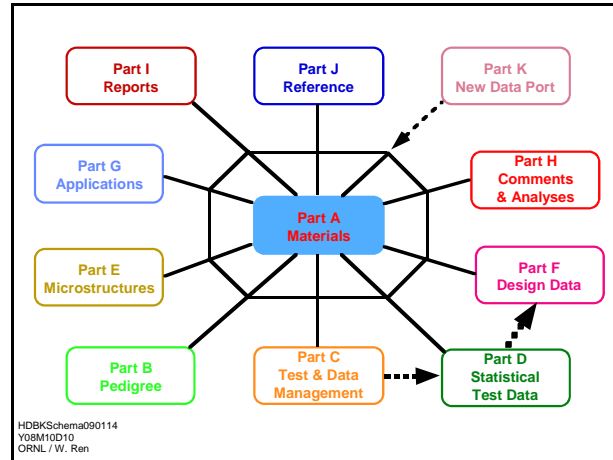 Part I
Reports
Part J
Reference
Part K
New Data Port
Part G
Applications
Part H
Comments
& Analyses
Part A
Materials
Part E
Microstructures
Part F
Design Data
Part B
Pedigree
Part C
Test & Data
Management
Part D
Statistical
Test Data
HDBKSchema090114
Y08M10D10
ORNL / W. Ren